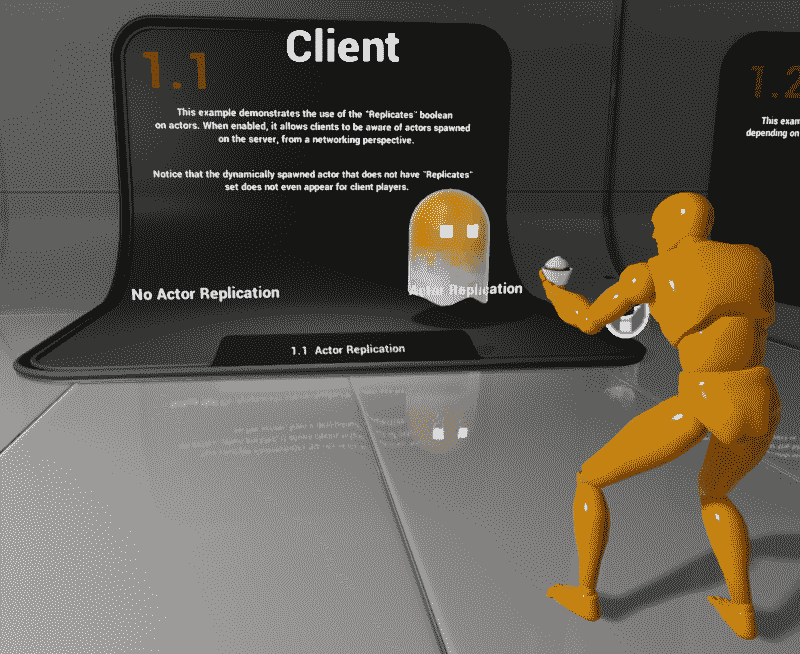 Client
1.1
This example demonstrates the use of the "Replicates" boolean
on actors. When enabled, it allows clients to be aware of actors spawned
on the server, from a networking perspective.
Notice that the dynamically spawned actor that does not have "Replicates"
set does not even appear for client players.
No Actor Replication
Actor Replication
1.1 Actor Replication
1.2
This exam
depending on